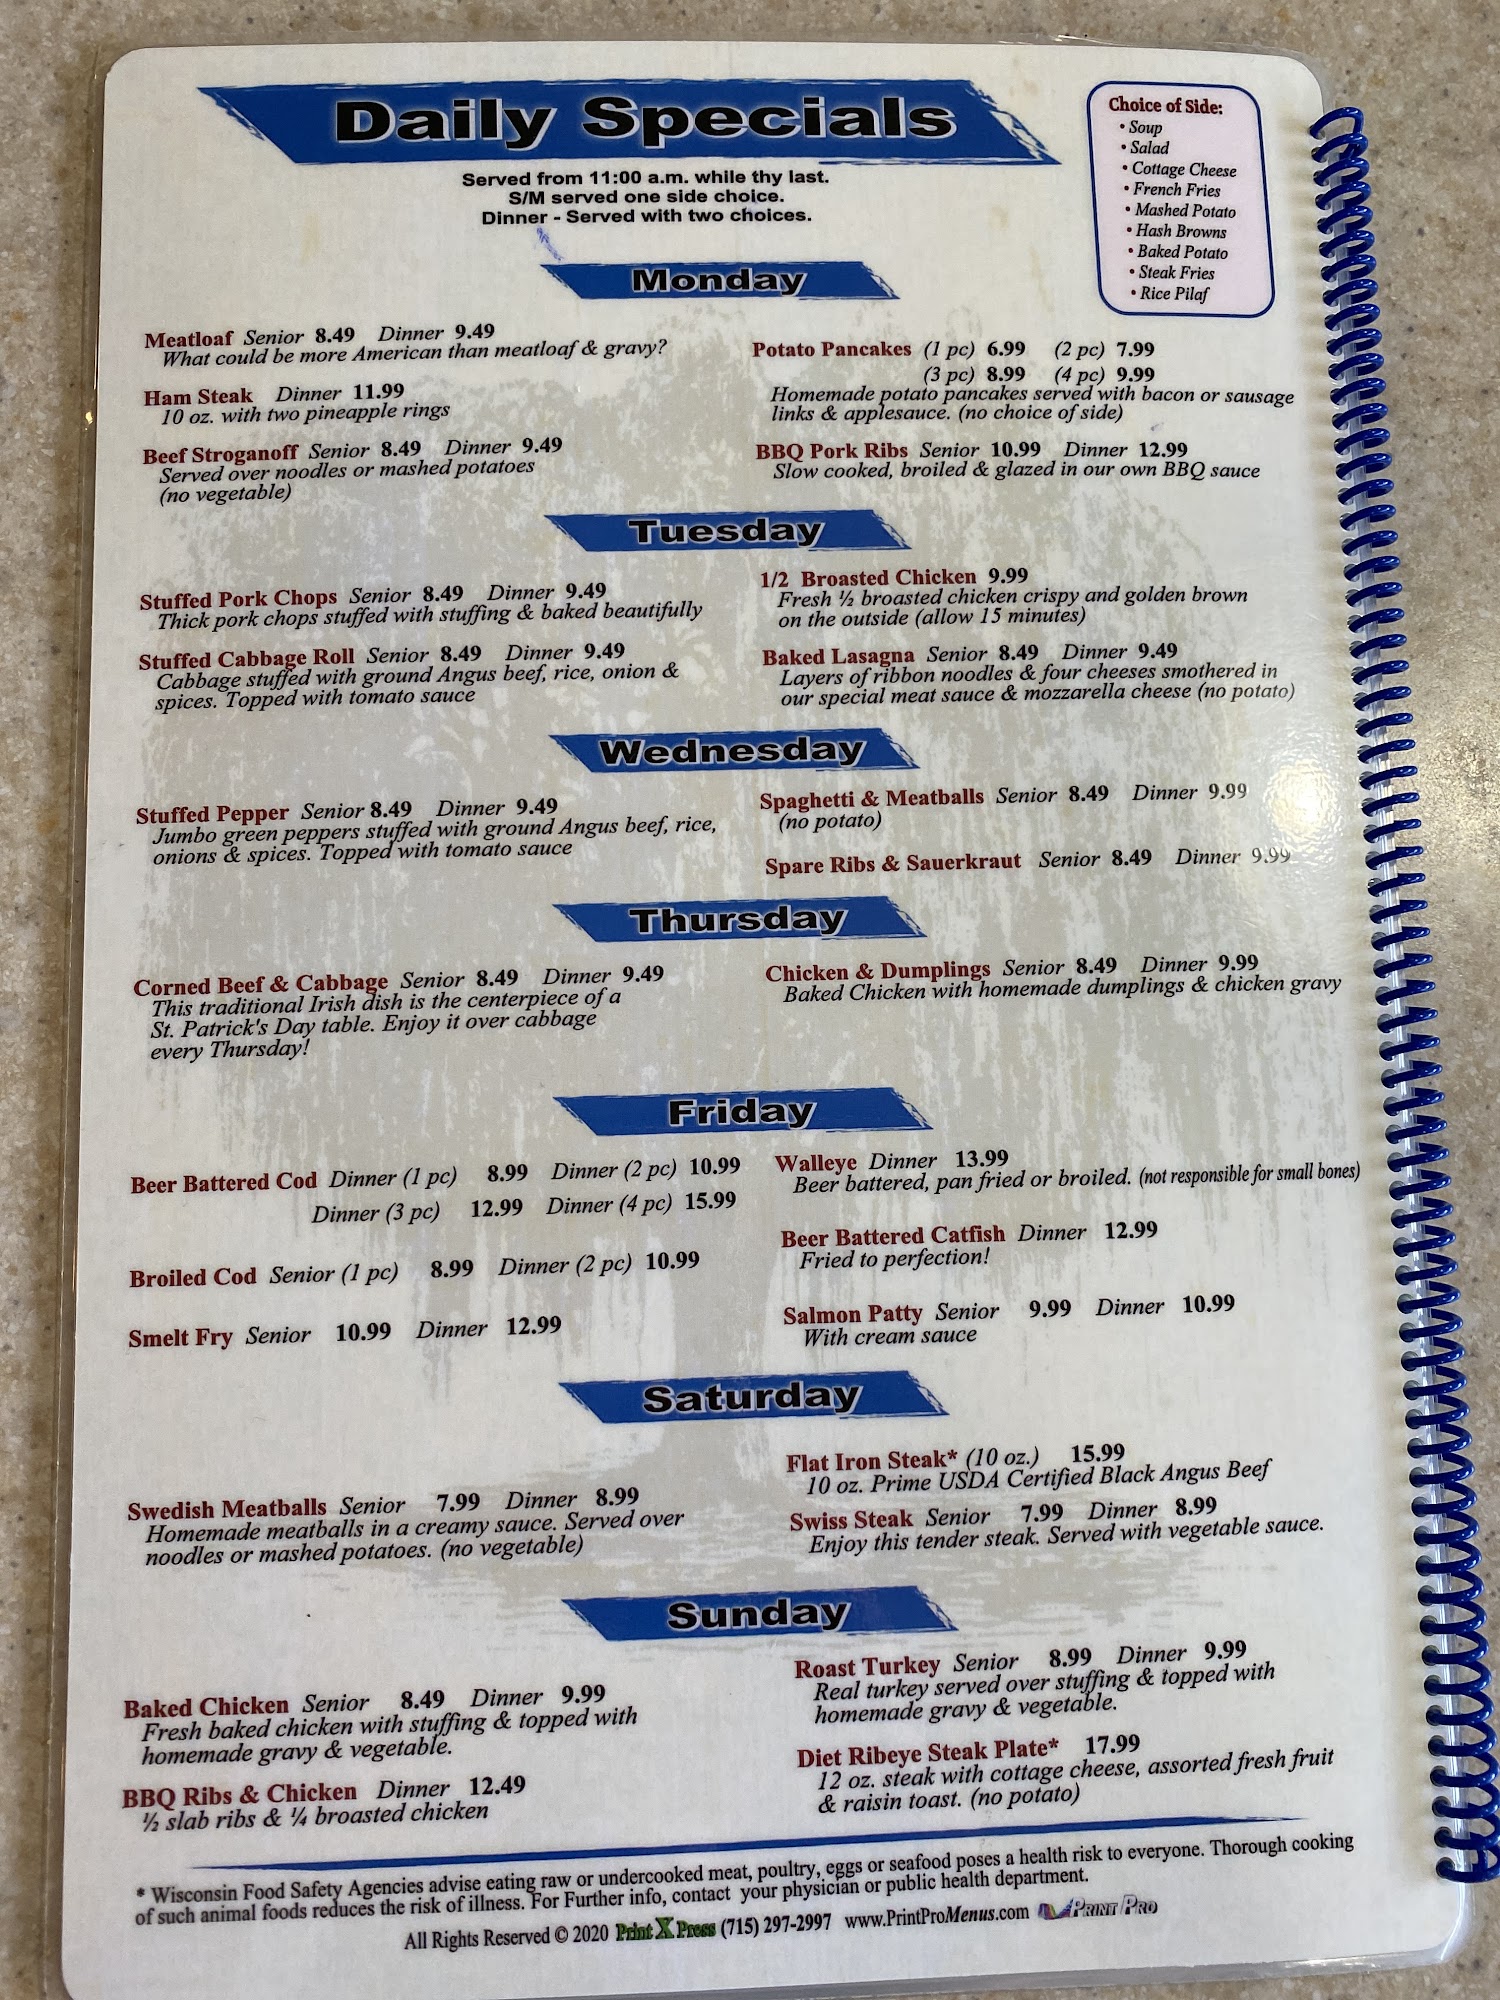 Daily Specials
Served from 11:00 a.m. while thy last.
S/M served one side choice.
Dinner - Served with two choices.
Choice of Side:
• Soup
• Salad
• Cottage Cheese
• French Fries
• Mashed Potato
• Hash Browns
• Baked Potato
• Steak Fries
• Rice Pilaf
Monday
Meatloaf Senior 8.49 Dinner 9.49
What could be more American than meatloaf & gravy?
Ham Steak Dinner 11.99
10 oz. with two pineapple rings
Beef Stroganoff Senior 8.49 Dinner 9.49
Served over noodles or mashed potatoes
(no vegetable)
Potato Pancakes (1 pc) 6.99 (2 pc) 7.99
(3 pc) 8.99 (4 pc) 9.99
Homemade potato pancakes served with bacon or sausage
links & applesauce. (no choice of side)
BBQ Pork Ribs Senior 10.99 Dinner 12.99
Slow cooked, broiled & glazed in our own BBQ sauce
Tuesday
Stuffed Pork Chops Senior 8.49 Dinner 9.49
Thick pork chops stuffed with stuffing & baked beautifully
Stuffed Cabbage Roll Senior 8.49 Dinner 9.49
Cabbage stuffed with ground Angus beef, rice, onion &
spices. Topped with tomato sauce
1/2 Broasted Chicken 9.99
Fresh ½ broasted chicken crispy and golden brown
on the outside (allow 15 minutes)
Baked Lasagna Senior 8.49 Dinner 9.49
Layers of ribbon noodles & four cheeses smothered in
our special meat sauce & mozzarella cheese (no potato)
Wednesday
Stuffed Pepper Senior 8.49 Dinner 9.49
Jumbo green peppers stuffed with ground Angus beef, rice,
onions & spices. Topped with tomato sauce
Spaghetti & Meatballs Senior 8.49 Dinner 9.99
(no potato)
Spare Ribs & Sauerkraut Senior 8.49 Dinner 9.99
Thursday
Corned Beef & Cabbage Senior 8.49 Dinner 9.49
This traditional Irish dish is the centerpiece of a
St. Patrick's Day table. Enjoy it over cabbage
every Thursday!
Chicken & Dumplings Senior 8.49 Dinner 9.99
Baked Chicken with homemade dumplings & chicken gravy
Friday
Beer Battered Cod Dinner (1 pc) 8.99 Dinner (2 pc) 10.99
Dinner (3 pc) 12.99 Dinner (4 pc) 15.99
Broiled Cod Senior (1 pc) 8.99 Dinner (2 pc) 10.99
Smelt Fry Senior 10.99 Dinner 12.99
Walleye Dinner 13.99
Beer battered, pan fried or broiled. (not responsible for small bones)
Beer Battered Catfish Dinner 12.99
Fried to perfection!
Salmon Patty Senior 9.99 Dinner 10.99
With cream sauce
Saturday
Swedish Meatballs Senior 7.99 Dinner 8.99
Homemade meatballs in a creamy sauce. Served over
noodles or mashed potatoes. (no vegetable)
Flat Iron Steak* (10 oz.) 15.99
10 oz. Prime USDA Certified Black Angus Beef
Swiss Steak Senior 7.99 Dinner 8.99
Enjoy this tender steak. Served with vegetable sauce.
Sunday
Baked Chicken Senior 8.49 Dinner 9.99
Fresh baked chicken with stuffing & topped with
homemade gravy & vegetable.
BBQ Ribs & Chicken Dinner 12.49
½ slab ribs & ¼ broasted chicken
Roast Turkey Senior 8.99 Dinner 9.99
Real turkey served over stuffing & topped with
homemade gravy & vegetable.
Diet Ribeye Steak Plate* 17.99
12 oz. steak with cottage cheese, assorted fresh fruit
& raisin toast. (no potato)
* Wisconsin Food Safety Agencies advise eating raw or undercooked meat, poultry, eggs or seafood poses a health risk to everyone. Thorough cooking
of such animal foods reduces the risk of illness. For Further info, contact your physician or public health department.
All Rights Reserved © 2020 Print X Press (715) 297-2997 www.PrintProMenus.com Print Pro